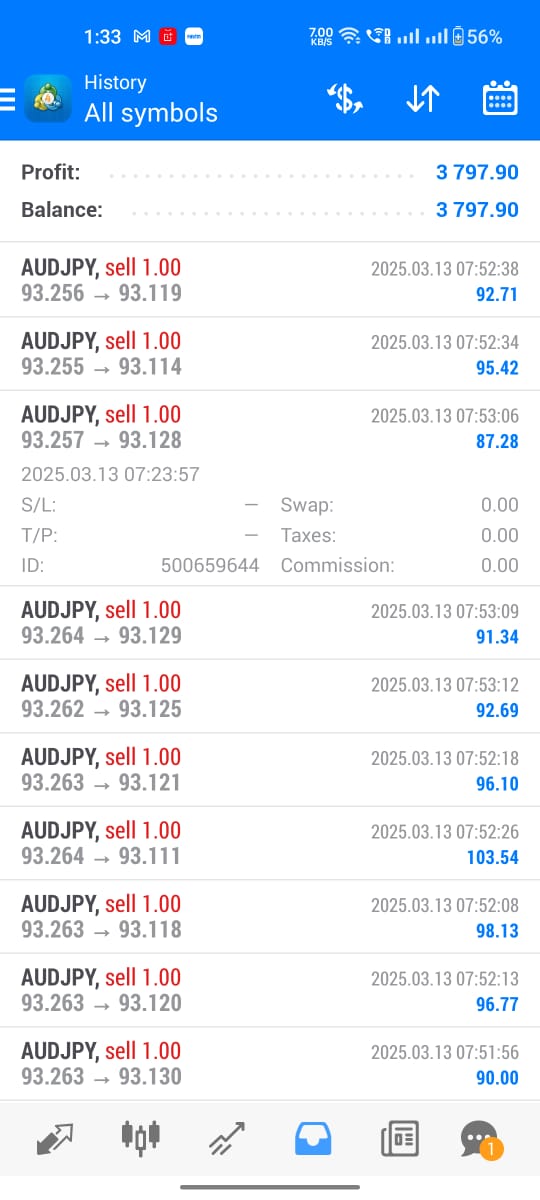 1:33 7.00 KB/S 56%
History
All symbols
Profit: 3 797.90
Balance: 3 797.90
AUDJPY, sell 1.00 2025.03.13 07:52:38
93.256 → 93.119 92.71
AUDJPY, sell 1.00 2025.03.13 07:52:34
93.255 → 93.114 95.42
AUDJPY, sell 1.00 2025.03.13 07:53:06
93.257 → 93.128 87.28
2025.03.13 07:23:57
S/L: – Swap: 0.00
T/P: – Taxes: 0.00
ID: 500659644 Commission: 0.00
AUDJPY, sell 1.00 2025.03.13 07:53:09
93.264 → 93.129 91.34
AUDJPY, sell 1.00 2025.03.13 07:53:12
93.262 → 93.125 92.69
AUDJPY, sell 1.00 2025.03.13 07:52:18
93.263 → 93.121 96.10
AUDJPY, sell 1.00 2025.03.13 07:52:26
93.264 → 93.111 103.54
AUDJPY, sell 1.00 2025.03.13 07:52:08
93.263 → 93.118 98.13
AUDJPY, sell 1.00 2025.03.13 07:52:13
93.263 → 93.120 96.77
AUDJPY, sell 1.00 2025.03.13 07:51:56
93.263 → 93.130 90.00
1